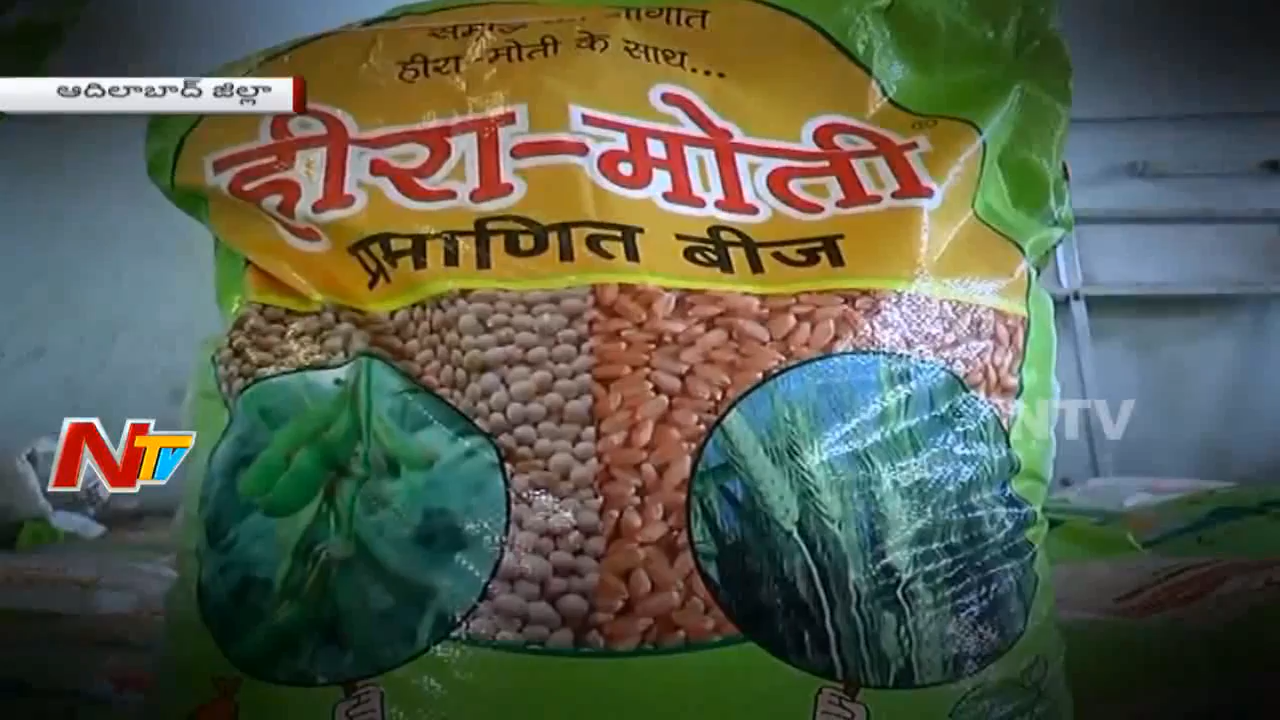 के साथ...
हीरा-मोती के साथ...
ఆదిలాబాద్ జిల్లా
हीरा-मोती
प्रमाणित बीज
NTV
NTV